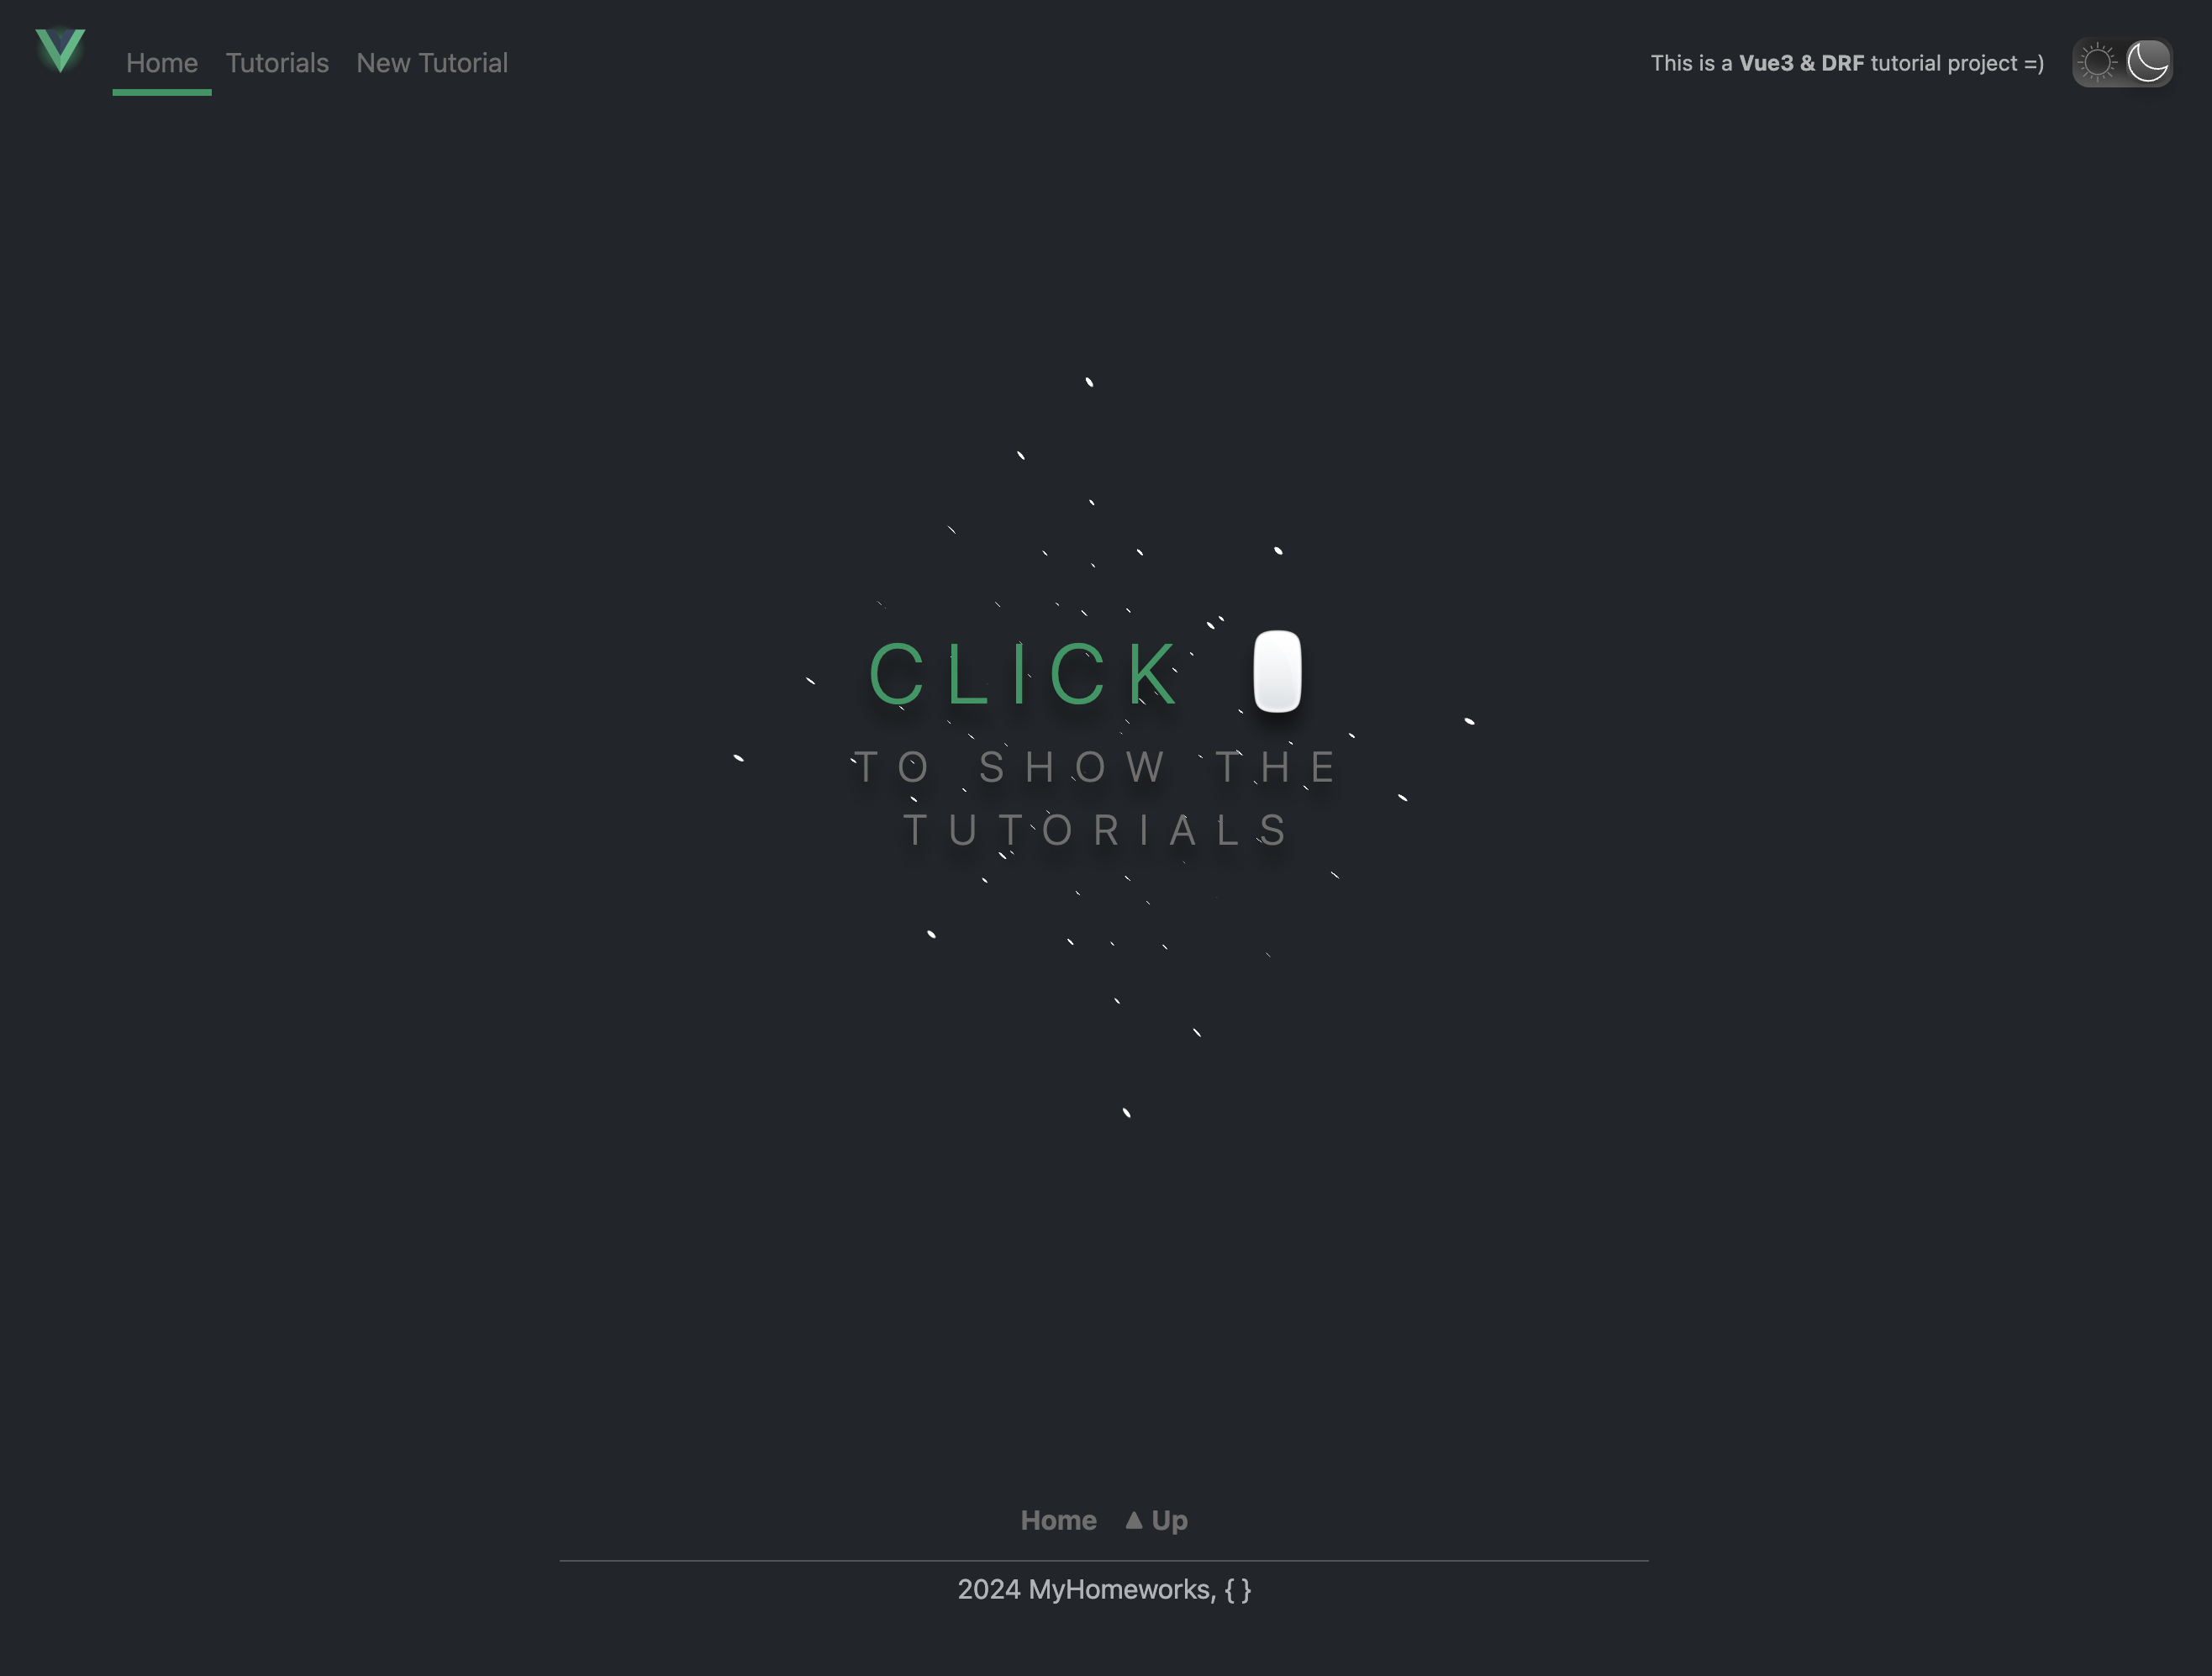 Home Tutorials New Tutorial
This is a Vue3 & DRF tutorial project =)
CLICK
TO SHOW THE
TUTORIALS
Home ▲ Up
2024 MyHomeworks, { }